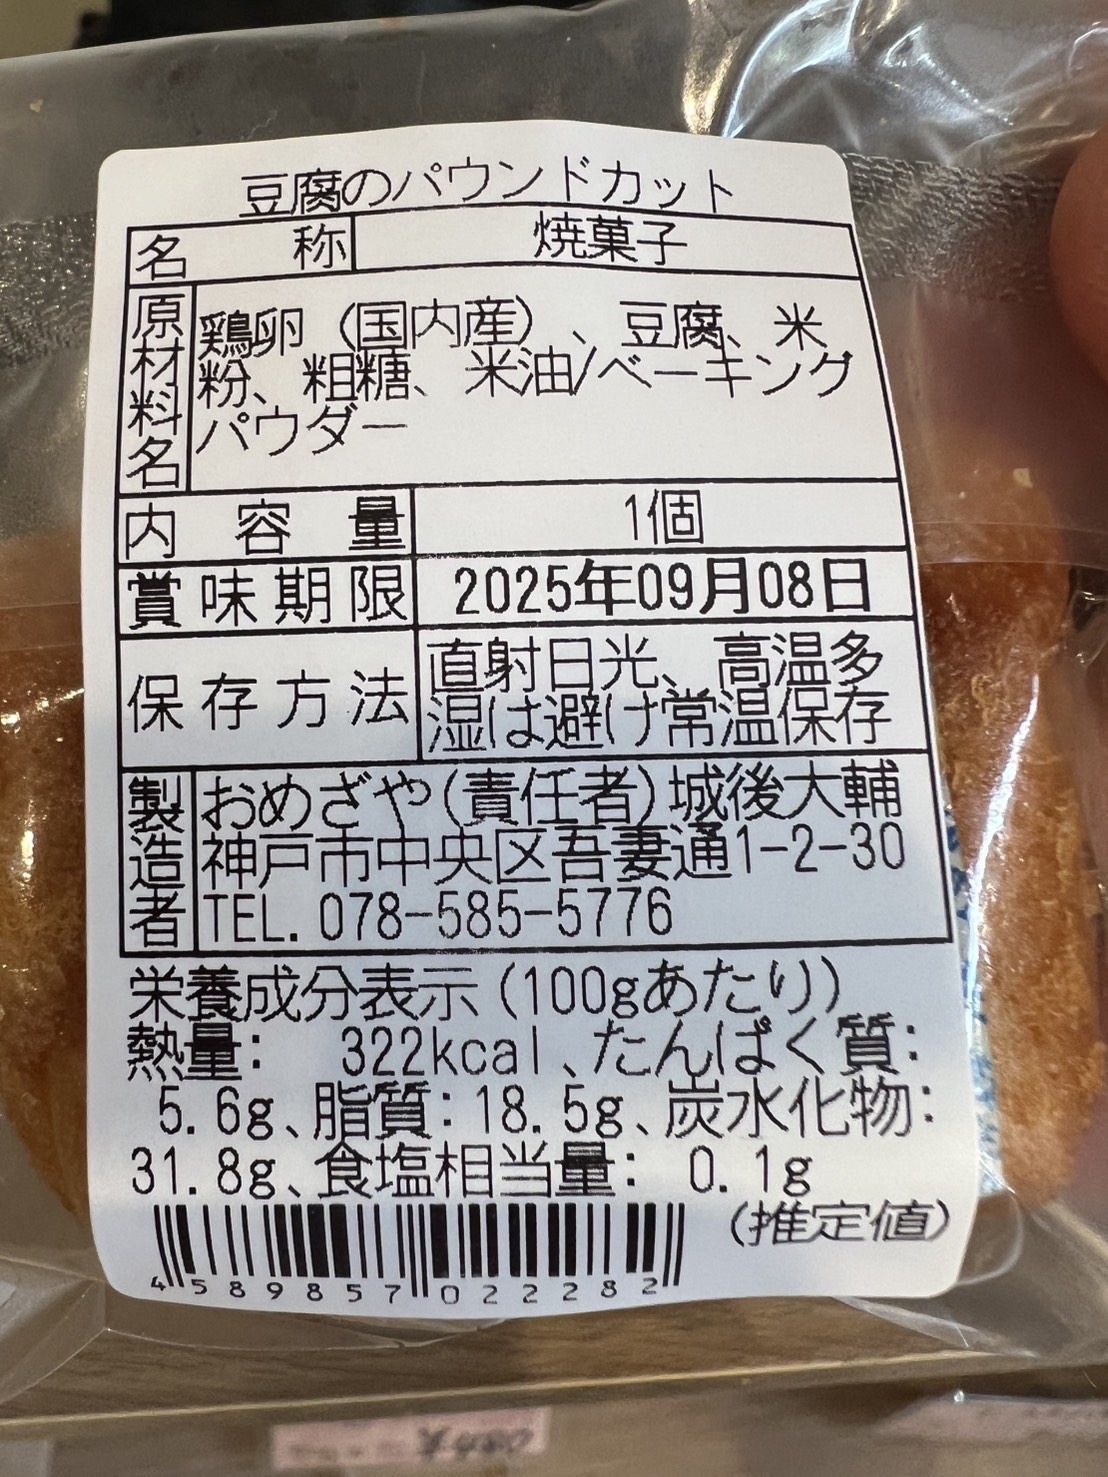 豆腐のパウンドカット
名称 焼菓子
原材料名 鶏卵（国内産）、豆腐、米
粉、粗糖、米油/ベーキング
パウダー
内容量 1個
賞味期限 2025年09月08日
保存方法 直射日光、高温多
湿は避け常温保存
製造者 おめざや(責任者)城後大輔
神戸市中央区吾妻通1-2-30
TEL.078-585-5776
栄養成分表示(100gあたり)
熱量： 322kcal、たんぱく質：
5.6g、脂質：18.5g、炭水化物：
31.8g、食塩相当量： 0.1g
(推定値)
4589857022282